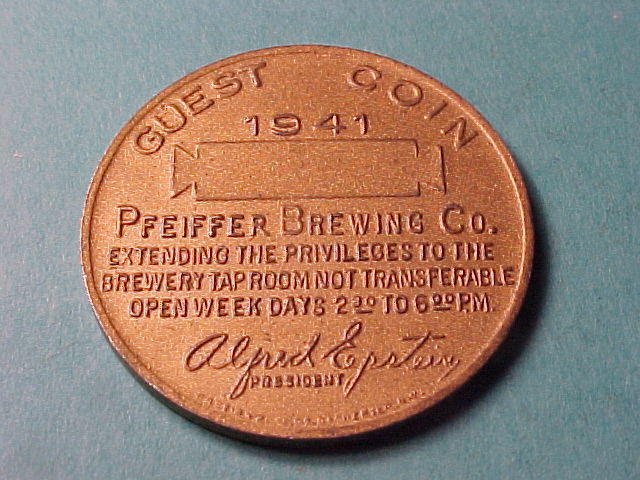 GUEST COIN
1941
PFEIFFER BREWING CO.
EXTENDING THE PRIVILEGES TO THE
BREWERY TAP ROOM NOT TRANSFERABLE
OPEN WEEK DAYS 2 30 TO 6 00 P.M.
Alfred Epstein
PRESIDENT